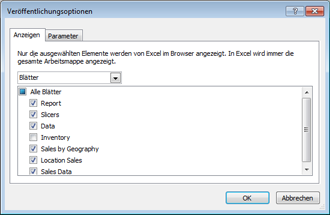 Veröffentlichungsoptionen
Anzeigen Parameter
Nur die ausgewählten Elemente werden von Excel im Browser angezeigt. In Excel wird immer die
gesamte Arbeitsmappe angezeigt.
Blätter
Alle Blätter
Report
Slicers
Data
Inventory
Sales by Geography
Location Sales
Sales Data
OK Abbrechen